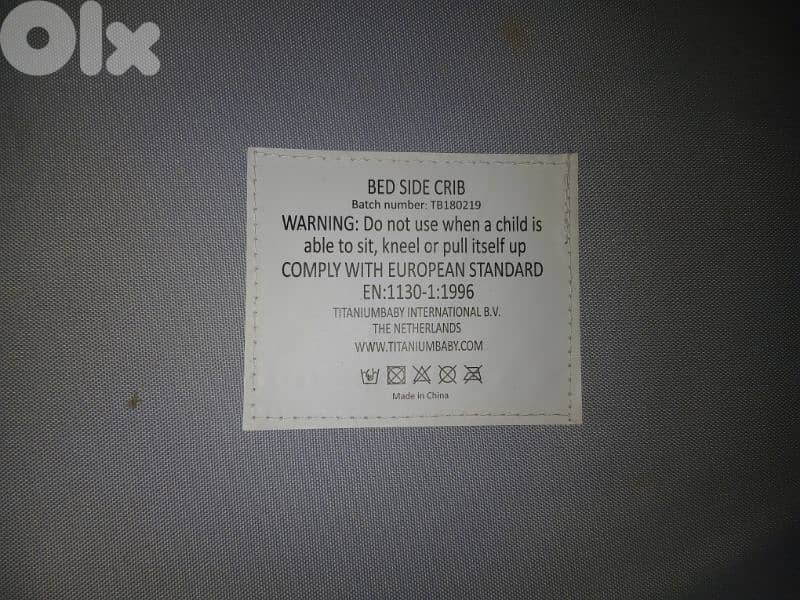 Olx
BED SIDE CRIB
Batch number: TB180219
WARNING: Do not use when a child is
able to sit, kneel or pull itself up
COMPLY WITH EUROPEAN STANDARD
EN:1130-1:1996
TITANIUMBABY INTERNATIONAL B.V.
THE NETHERLANDS
WWW.TITANIUMBABY.COM
Made in China